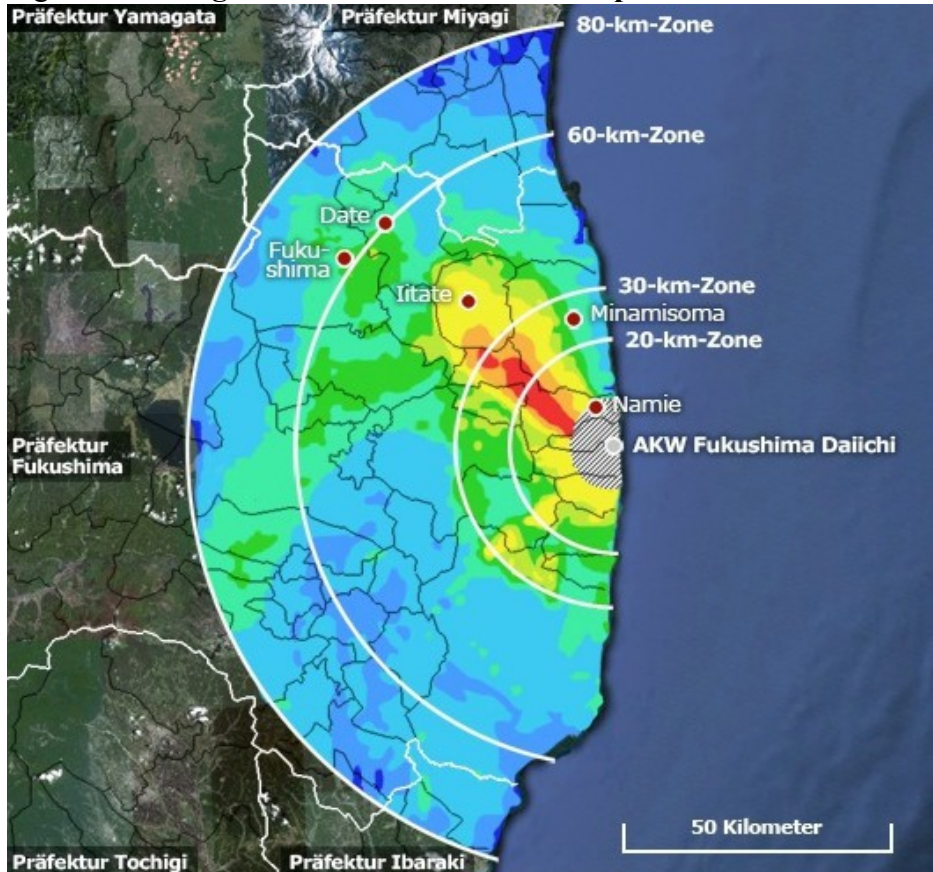 Präfektur Yamagata
Präfektur Miyagi
80-km-Zone
60-km-Zone
Date
Fuku-
shima
Iitate
30-km-Zone
Minamisoma
20-km-Zone
Namie
Präfektur
Fukushima
AKW Fukushima Daiichi
50 Kilometer
Präfektur Tochigi
Präfektur Ibaraki